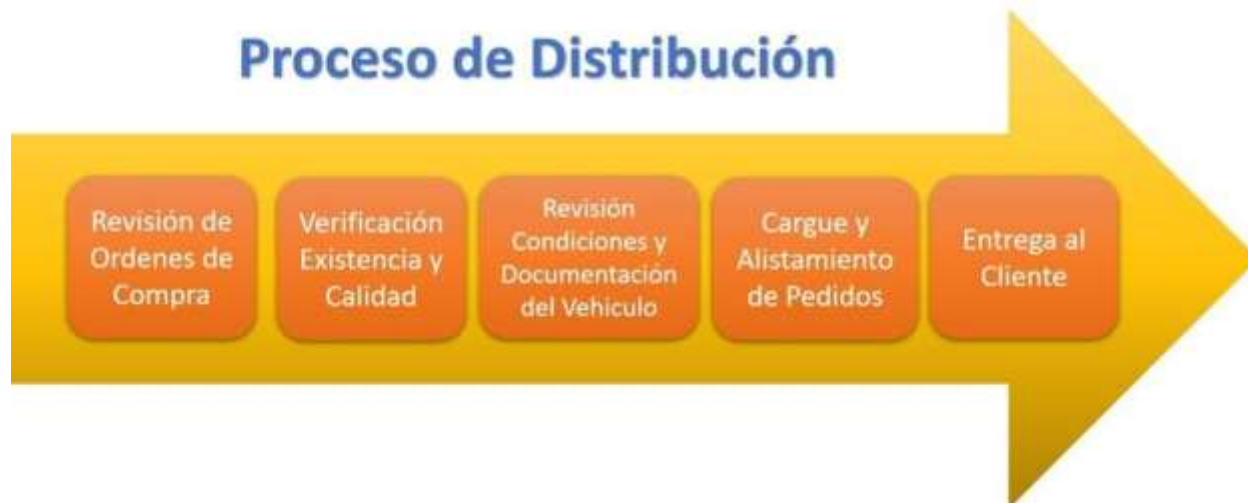 Proceso de Distribución
Revisión de
Ordenes de
Compra
Verificación
Existencia y
Calidad
Revisión
Condiciones y
Documentación
del Vehiculo
Cargue y
Alistamiento
de Pedidos
Entrega al
Cliente